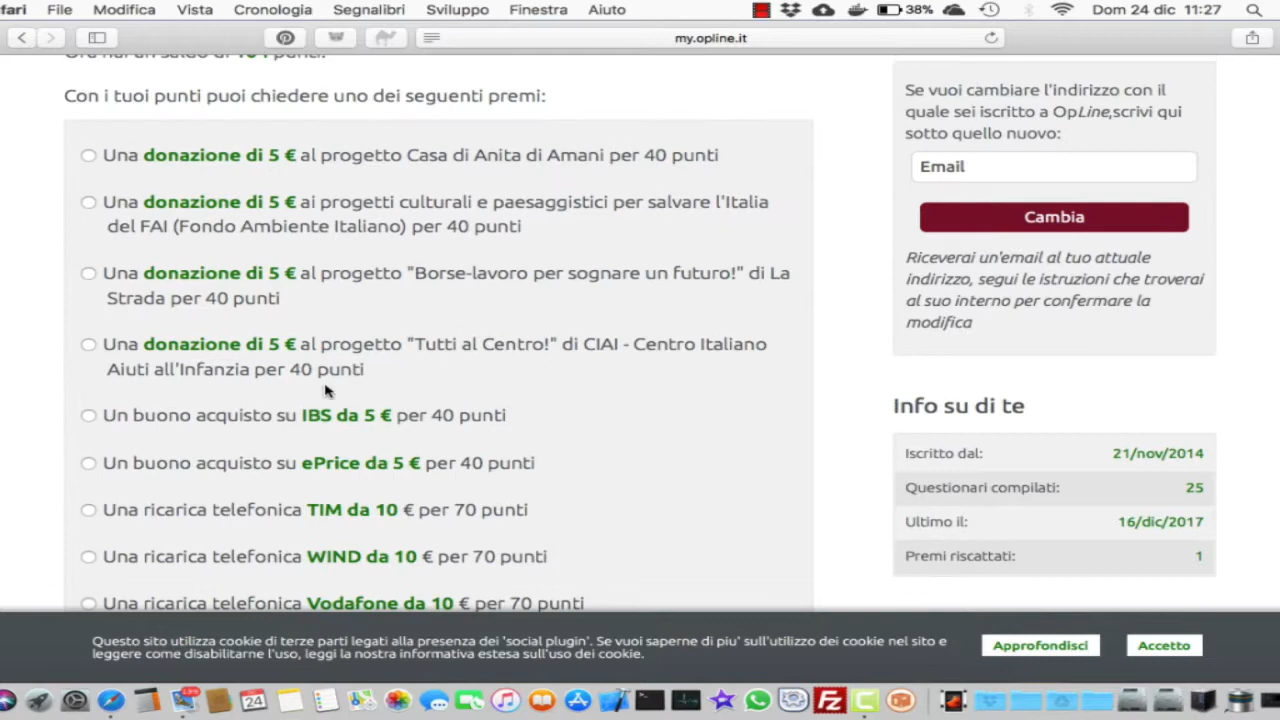 fari File Modifica Vista Cronologia Segnalibri Sviluppo Finestra Aiuto 38% Dom 24 dic 11:27
my.opline.it
Con i tuoi punti puoi chiedere uno dei seguenti premi:
Una donazione di 5 € al progetto Casa di Anita di Amani per 40 punti
Una donazione di 5 € ai progetti culturali e paesaggistici per salvare l'Italia
del FAI (Fondo Ambiente Italiano) per 40 punti
Una donazione di 5 € al progetto "Borse-lavoro per sognare un futuro!" di La
Strada per 40 punti
Una donazione di 5 € al progetto "Tutti al Centro!" di CIAI - Centro Italiano
Aiuti all'Infanzia per 40 punti
Un buono acquisto su IBS da 5 € per 40 punti
Un buono acquisto su ePrice da 5 € per 40 punti
Una ricarica telefonica TIM da 10 € per 70 punti
Una ricarica telefonica WIND da 10 € per 70 punti
Una ricarica telefonica Vodafone da 10 € per 70 punti
Se vuoi cambiare l'indirizzo con il
quale sei iscritto a OpLine,scrivi qui
sotto quello nuovo:
Email
Cambia
Riceverai un'email al tuo attuale
indirizzo, segui le istruzioni che troverai
al suo interno per confermare la
modifica
Info su di te
Iscritto dal: 21/nov/2014
Questionari compilati: 25
Ultimo il: 16/dic/2017
Premi riscattati: 1
Questo sito utilizza cookie di terze parti legati alla presenza dei 'social plugin'. Se vuoi saperne di piu' sull'utilizzo dei cookie nel sito e
leggere come disabilitarne l'uso, leggi la nostra informativa estesa sull'uso dei cookie.
Approfondisci
Accetto
24